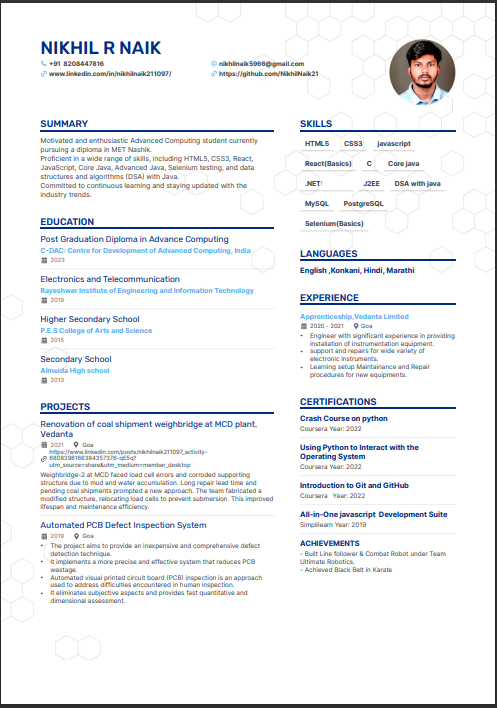 NIKHIL R NAIK
+91 8208447816
nikhilnaik5966@gmail.com
www.linkedin.com/in/nikhilnaik211097/
https://github.com/NikhilNaik21
SUMMARY
Motivated and enthusiastic Advanced Computing student currently
pursuing a diploma in MET Nashik.
Proficient in a wide range of skills, including HTML5, CSS3, React,
JavaScript, Core Java, Advanced Java, Selenium testing, and data
structures and algorithms (DSA) with Java.
Committed to continuous learning and staying updated with the
industry trends.
EDUCATION
Post Graduation Diploma in Advance Computing
C-DAC: Centre for Development of Advanced Computing, India
2023
Electronics and Telecommunication
Rayeshwar Institute of Engineering and Information Technology
2019
Higher Secondary School
P.E.S College of Arts and Science
2015
Secondary School
Almeida High school
2013
PROJECTS
Renovation of coal shipment weighbridge at MCD plant,
Vedanta
2021 Goa
https://www.linkedin.com/posts/nikhilnaik211097_activity-
6808398166384357376-qE5q?
utm_source=share&utm_medium=member_desktop
Weighbridge-2 at MCD faced load cell errors and corroded supporting
structure due to mud and water accumulation. Long repair lead time and
pending coal shipments prompted a new approach. The team fabricated a
modified structure, relocating load cells to prevent submersion. This improved
lifespan and maintenance efficiency.
Automated PCB Defect Inspection System
2019 Goa
• The project aims to provide an inexpensive and comprehensive defect
detection technique.
• It implements a more precise and effective system that reduces PCB
wastage.
• Automated visual printed circuit board (PCB) inspection is an approach
used to address difficulties encountered in human inspection.
• It eliminates subjective aspects and provides fast quantitative and
dimensional assessment.
SKILLS
HTML5 CSS3 javascript
React(Basics) C Core java
.NET J2EE DSA with java
MySQL PostgreSQL
Selenium(Basics)
LANGUAGES
English ,Konkani, Hindi, Marathi
EXPERIENCE
Apprenticeship,Vedanta Limited
2020 - 2021 Goa
• Engineer with significant experience in providing
installation of instrumentation equipment.
• support and repairs for wide variety of
electronic instruments.
• Learning setup Maintainance and Repair
procedures for new equipments.
CERTIFICATIONS
Crash Course on python
Coursera Year: 2022
Using Python to Interact with the
Operating System
Coursera Year: 2022
Introduction to Git and GitHub
Coursera Year: 2022
All-in-One javascript Development Suite
Simplilearn Year: 2019
ACHIEVEMENTS
- Built Line follower & Combat Robot under Team
Ultimate Robotics.
- Achieved Black Belt in Karate